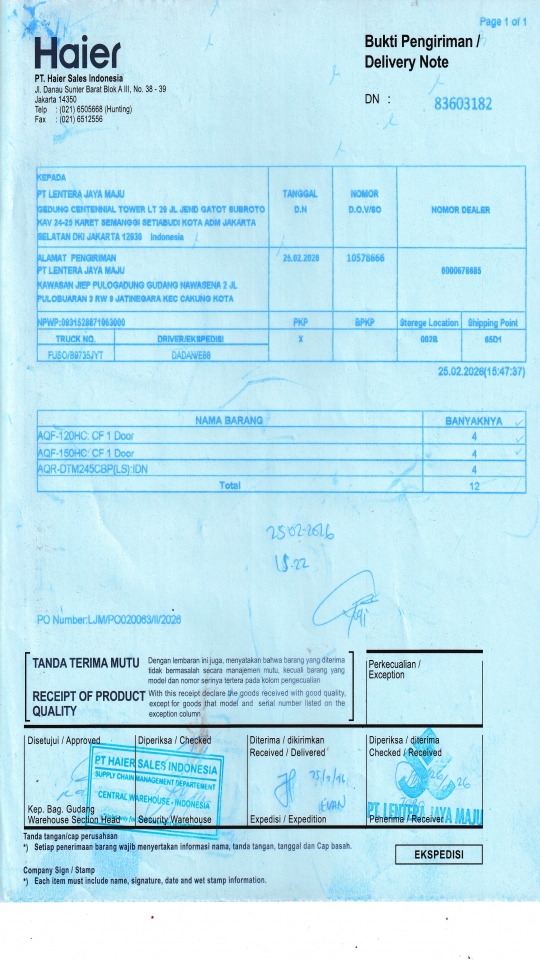 Page 1 of 1
Haier
Bukti Pengiriman /
Delivery Note
PT. Haier Sales Indonesia
Jl. Danau Sunter Barat Blok A III, No. 38 - 39
Jakarta 14350
Telp : (021) 6505668 (Hunting)
Fax : (021) 6512556
DN : 83603182
KEPADA
PT LENTERA JAYA MAJU
GEDUNG CENTENNIAL TOWER LT 29 JL JEND GATOT SUBROTO
KAV 24-25 KARET SEMANGGI SETIABUDI KOTA ADM JAKARTA
SELATAN DKI JAKARTA 12930 Indonesia
TANGGAL
D.N
NOMOR
D.O.V/SO
NOMOR DEALER
ALAMAT PENGIRIMAN
PT LENTERA JAYA MAJU
KAWASAN JIEP PULOGADUNG GUDANG NAWASENA 2 JL
PULOBUARAN 3 RW 9 JATINEGARA KEC CAKUNG KOTA
25.02.2026
10578666
0000678685
NPWP:0831528671063000
PKP
BPKP
Storege Location
Shipping Point
TRUCK NO.
DRIVER/EKSPEDISI
X
002B
65D1
FUSO/B9735JYT
DADAN/E88
25.02.2026(15:47:37)
NAMA BARANG
BANYAKNYA
AQF-120HC: CF 1 Door 4
AQF-150HC: CF 1 Door 4
AQR-DTM245CBP(LS):IDN 4
Total 12
25-02-2026
15-22
PO Number:LJM/PO020063/II/2026
TANDA TERIMA MUTU
Dengan lembaran ini juga, menyatakan bahwa barang yang diterima
tidak bermasalah secara manajemen mutu, kecuali barang yang
model dan nomor serinya tertera pada kolom pengecualian
RECEIPT OF PRODUCT
QUALITY
With this receipt declare the goods received with good quality,
except for goods that model and serial number listed on the
exception column
Perkecualian /
Exception
Disetujui / Approved
Diperiksa / Checked
Diterima / dikirimkan
Received / Delivered
Diperiksa / diterima
Checked / Received
PT HAIER SALES INDONESIA
SUPPLY CHAIN MANAGEMENT DEPARTEMENT
CENTRAL WAREHOUSE - INDONESIA
EVAN
PT LENTERA JAYA MAJU
Kep. Bag. Gudang
Warehouse Section Head
Security Warehouse
Expedisi / Expedition
Penerima / Receiver
Tanda tangan/cap perusahaan
*) Setiap penerimaan barang wajib menyertakan informasi nama, tanda tangan, tanggal dan Cap basah.
EKSPEDISI
Company Sign / Stamp
*) Each item must include name, signature, date and wet stamp information.